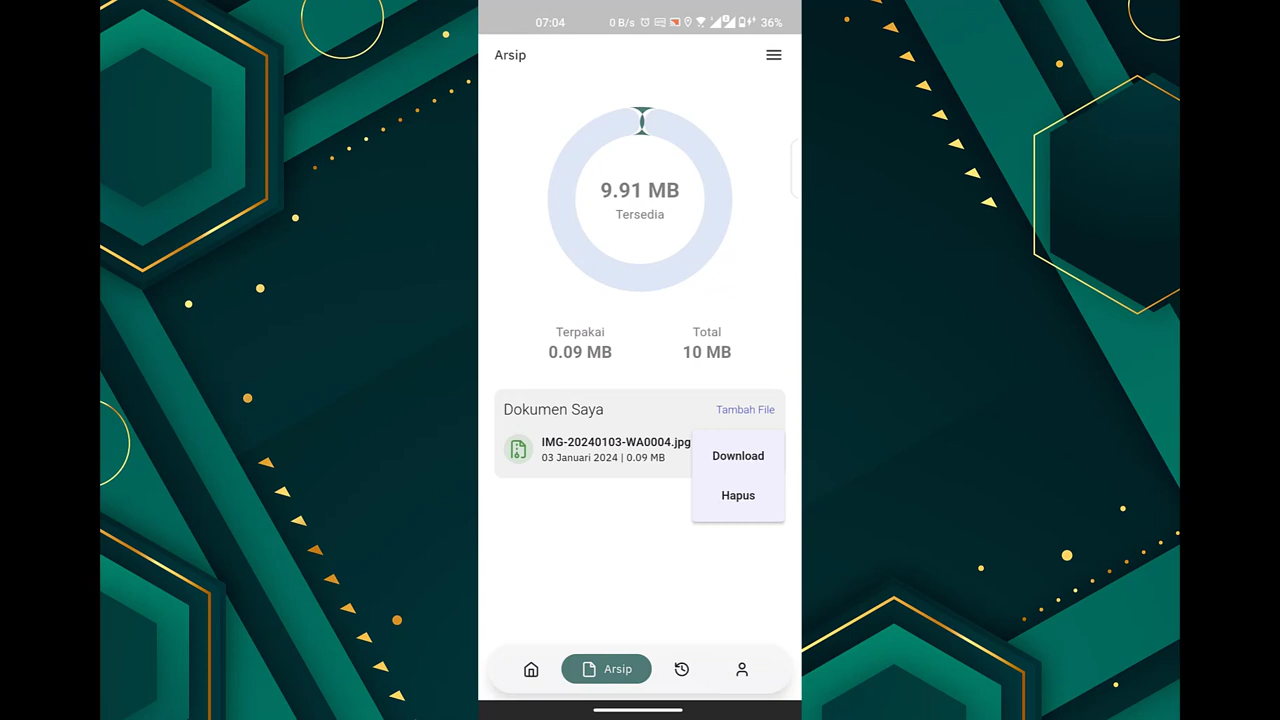 07:04 0 B/s 36%
Arsip
9.91 MB
Tersedia
Terpakai Total
0.09 MB 10 MB
Dokumen Saya Tambah File
IMG-20240103-WA0004.jpg
03 Januari 2024 | 0.09 MB
Download
Hapus
Arsip